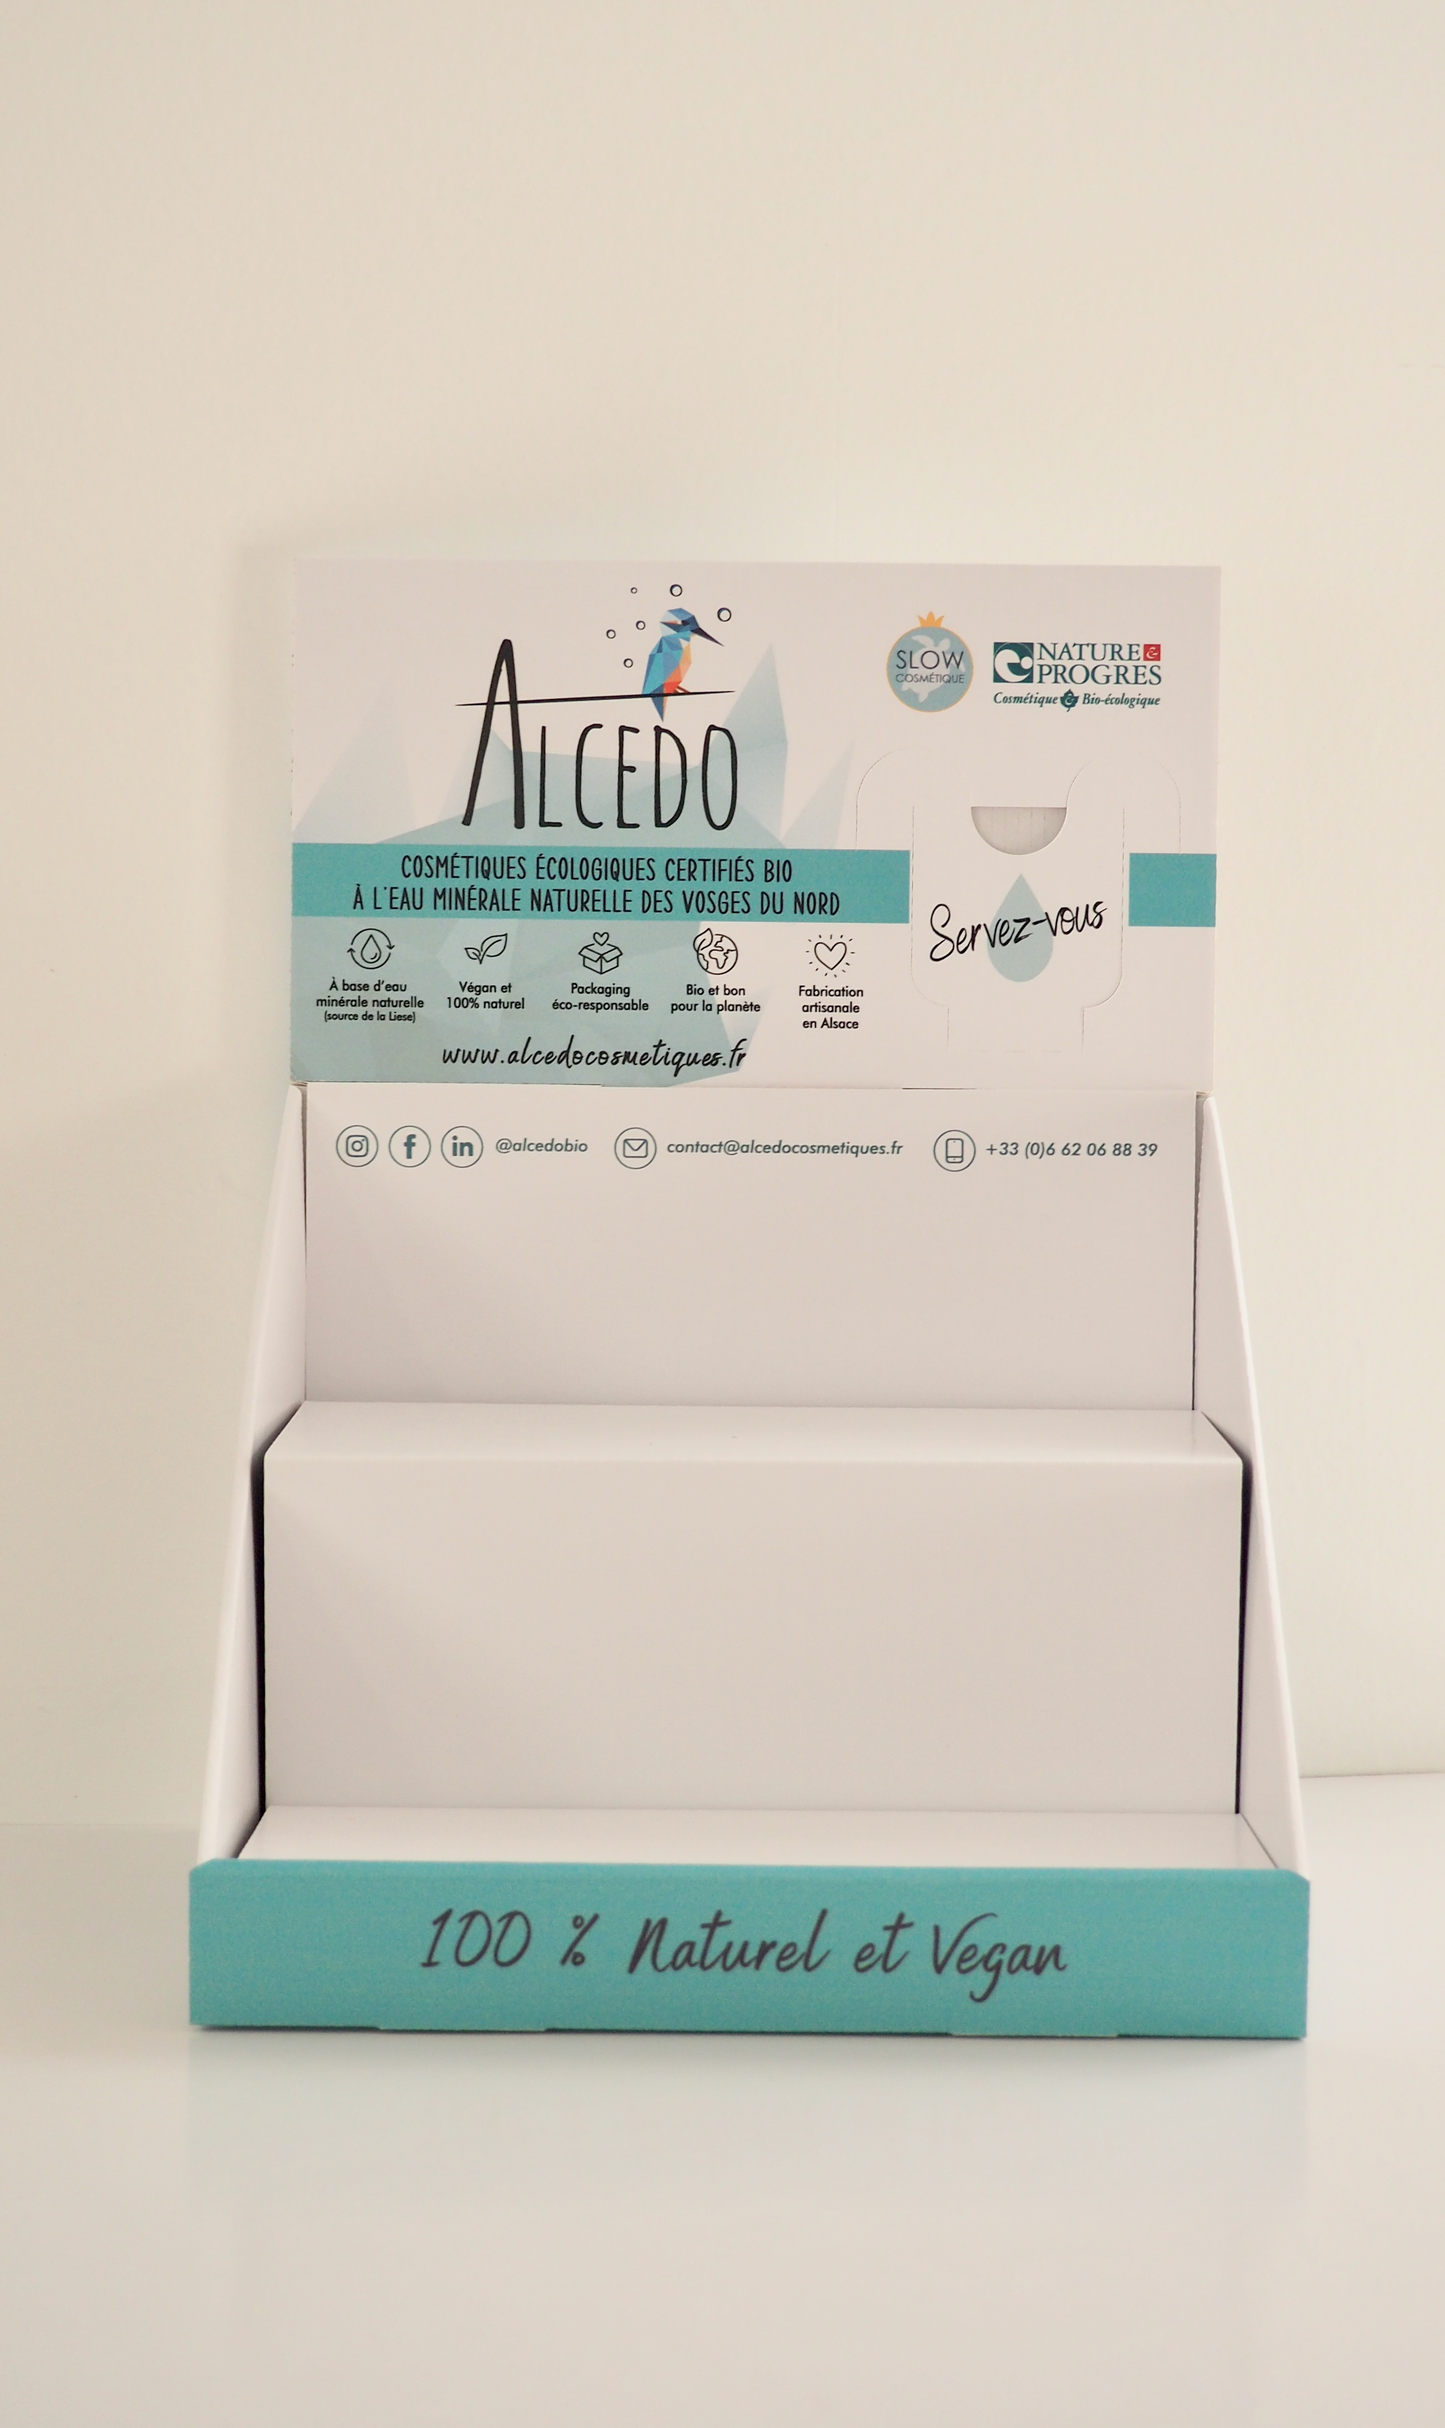 ALCEDO
SLOW
COSMÉTIQUE
NATURE &
PROGRES
Cosmétique & Bio-écologique
COSMÉTIQUES ÉCOLOGIQUES CERTIFIÉS BIO
À L'EAU MINÉRALE NATURELLE DES VOSGES DU NORD
Servez-vous
À base d'eau
minérale naturelle
(source de la Liese)
Végan et
100% naturel
Packaging
éco-responsable
Bio et bon
pour la planète
Fabrication
artisanale
en Alsace
www.alcedocosmetiques.fr
@alcedobio contact@alcedocosmetiques.fr +33 (0)6 62 06 88 39
100 % Naturel et Vegan